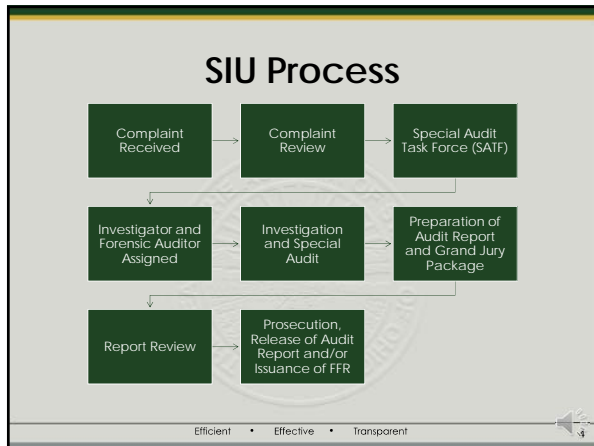 SIU Process
Complaint
Received
Complaint
Review
Special Audit
Task Force (SATF)
Investigator and
Forensic Auditor
Assigned
Investigation
and Special
Audit
Preparation of
Audit Report
and Grand Jury
Package
Report Review
Prosecution,
Release of Audit
Report and/or
Issuance of FFR
Efficient • Effective • Transparent